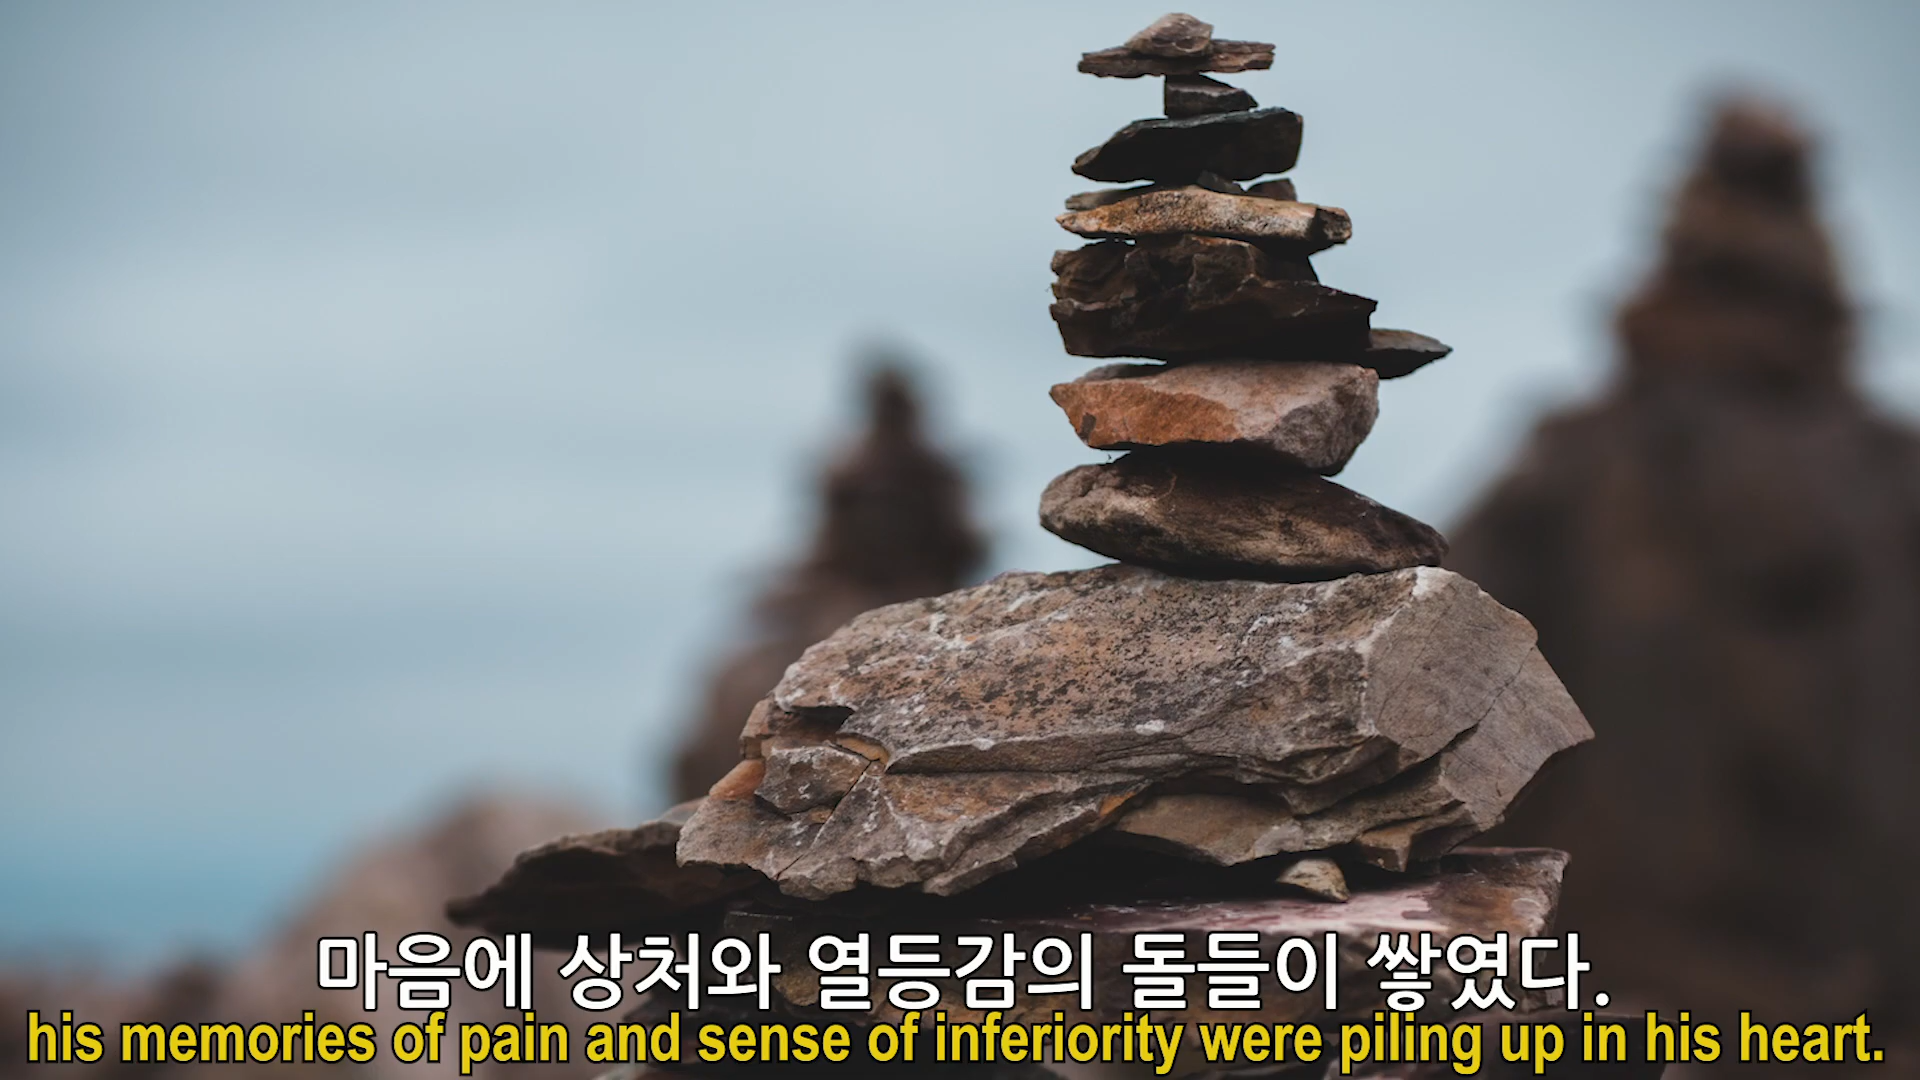 마음에 상처와 열등감의 돌들이 쌓였다.
his memories of pain and sense of inferiority were piling up in his heart.